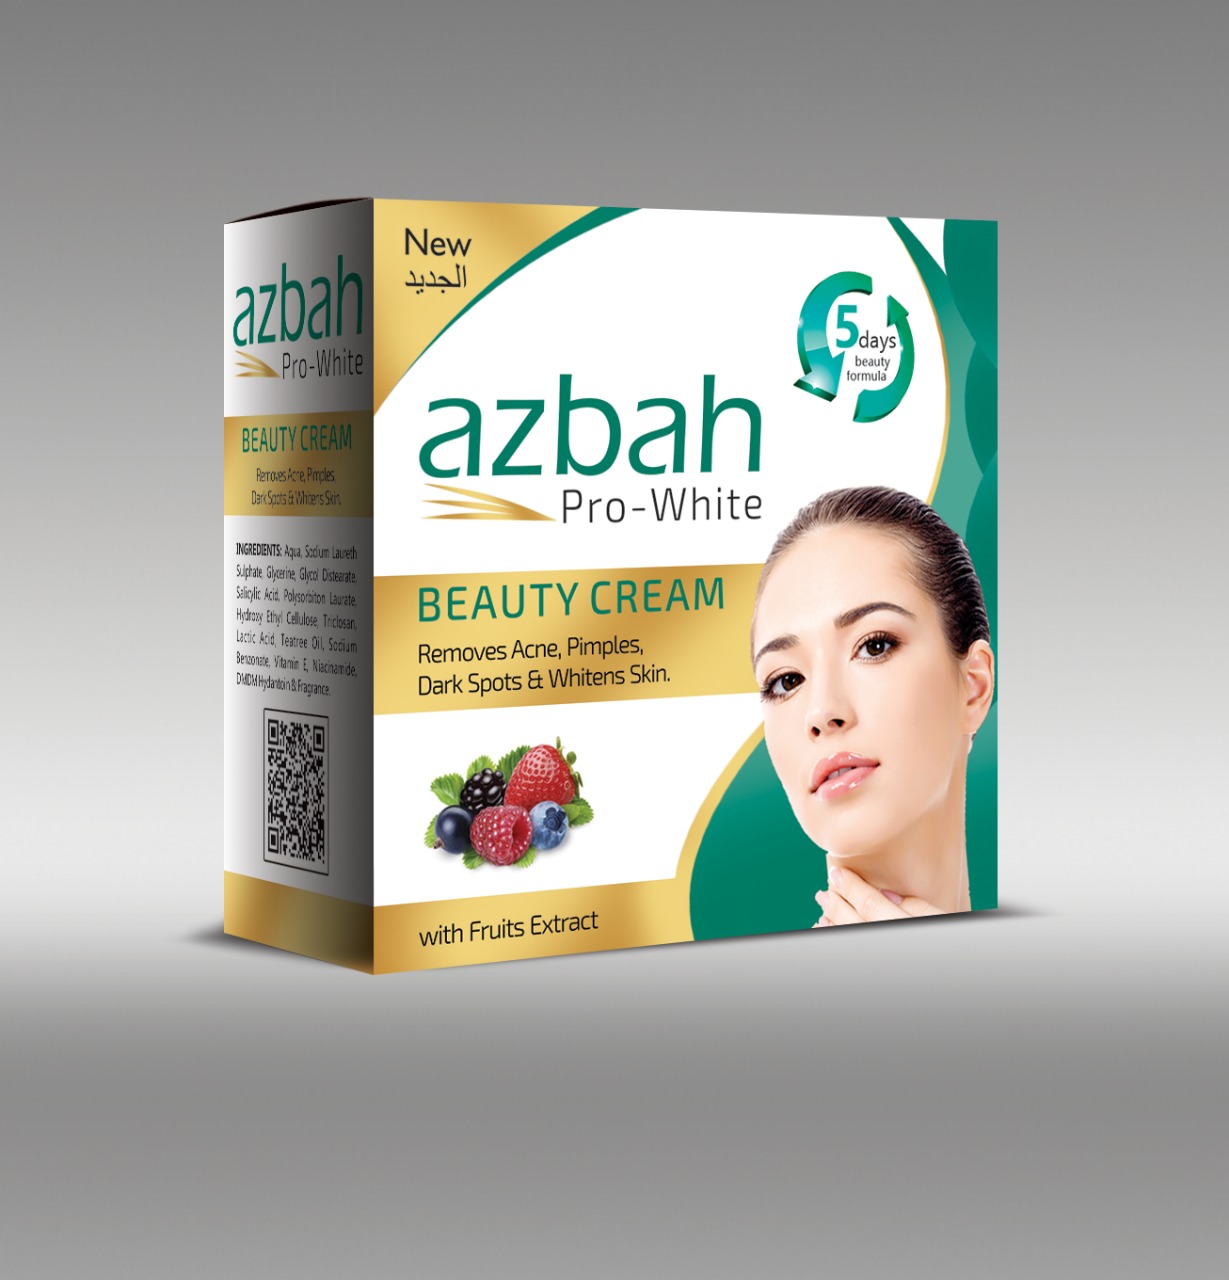 azbah
Pro-White
BEAUTY CREAM
Removes Acne, Pimples,
Dark Spots & Whitens Skin.
INGREDIENTS: Aqua, Sodium Laureth
Sulphate, Glycerine, Glycol Distearate,
Salicylic Acid, Polysorbiton Laurate,
Hydroxy Ethyl Cellulose, Triclosan,
Lactic Acid, Teatree Oil, Sodium
Benzonate, Vitamin E, Niacinamide,
DMDM Hydantoin & Fragrance.
New
الجديد
5days
beauty
formula
azbah
Pro-White
BEAUTY CREAM
Removes Acne, Pimples,
Dark Spots & Whitens Skin.
with Fruits Extract